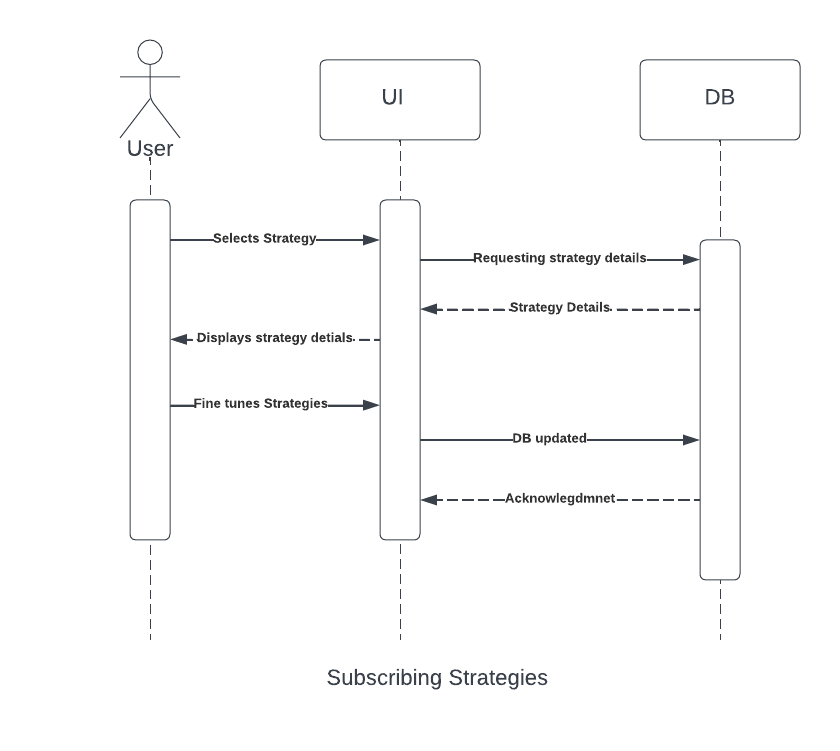 User
UI
DB
Selects Strategy
Requesting strategy details
Strategy Details
Displays strategy detials
Fine tunes Strategies
DB updated
Acknowlegdmnet
Subscribing Strategies